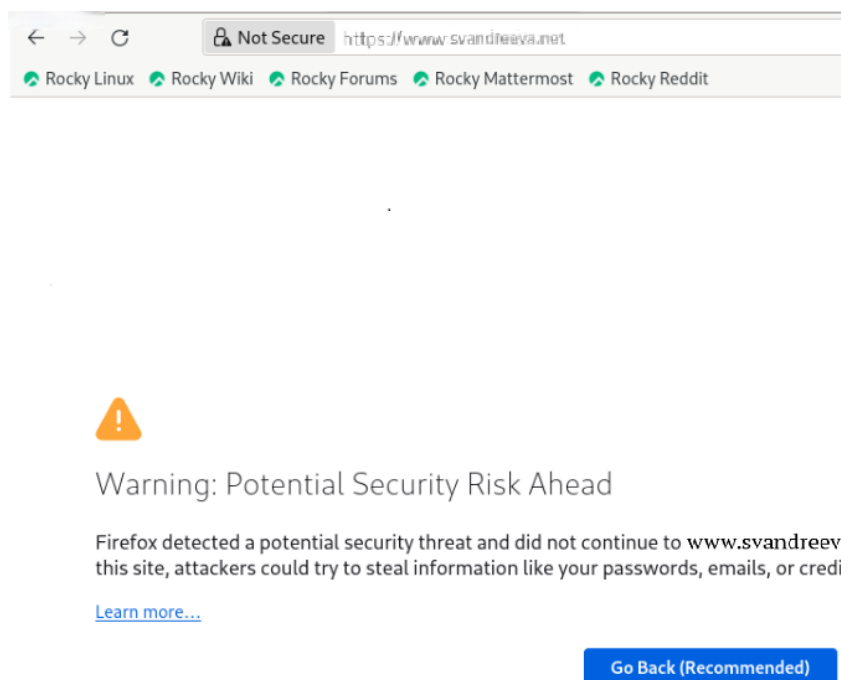 Not Secure https://www.svandreeva.net
Rocky Linux Rocky Wiki Rocky Forums Rocky Mattermost Rocky Reddit
Warning: Potential Security Risk Ahead
Firefox detected a potential security threat and did not continue to www.svandreev
this site, attackers could try to steal information like your passwords, emails, or credi
Learn more...
Go Back (Recommended)